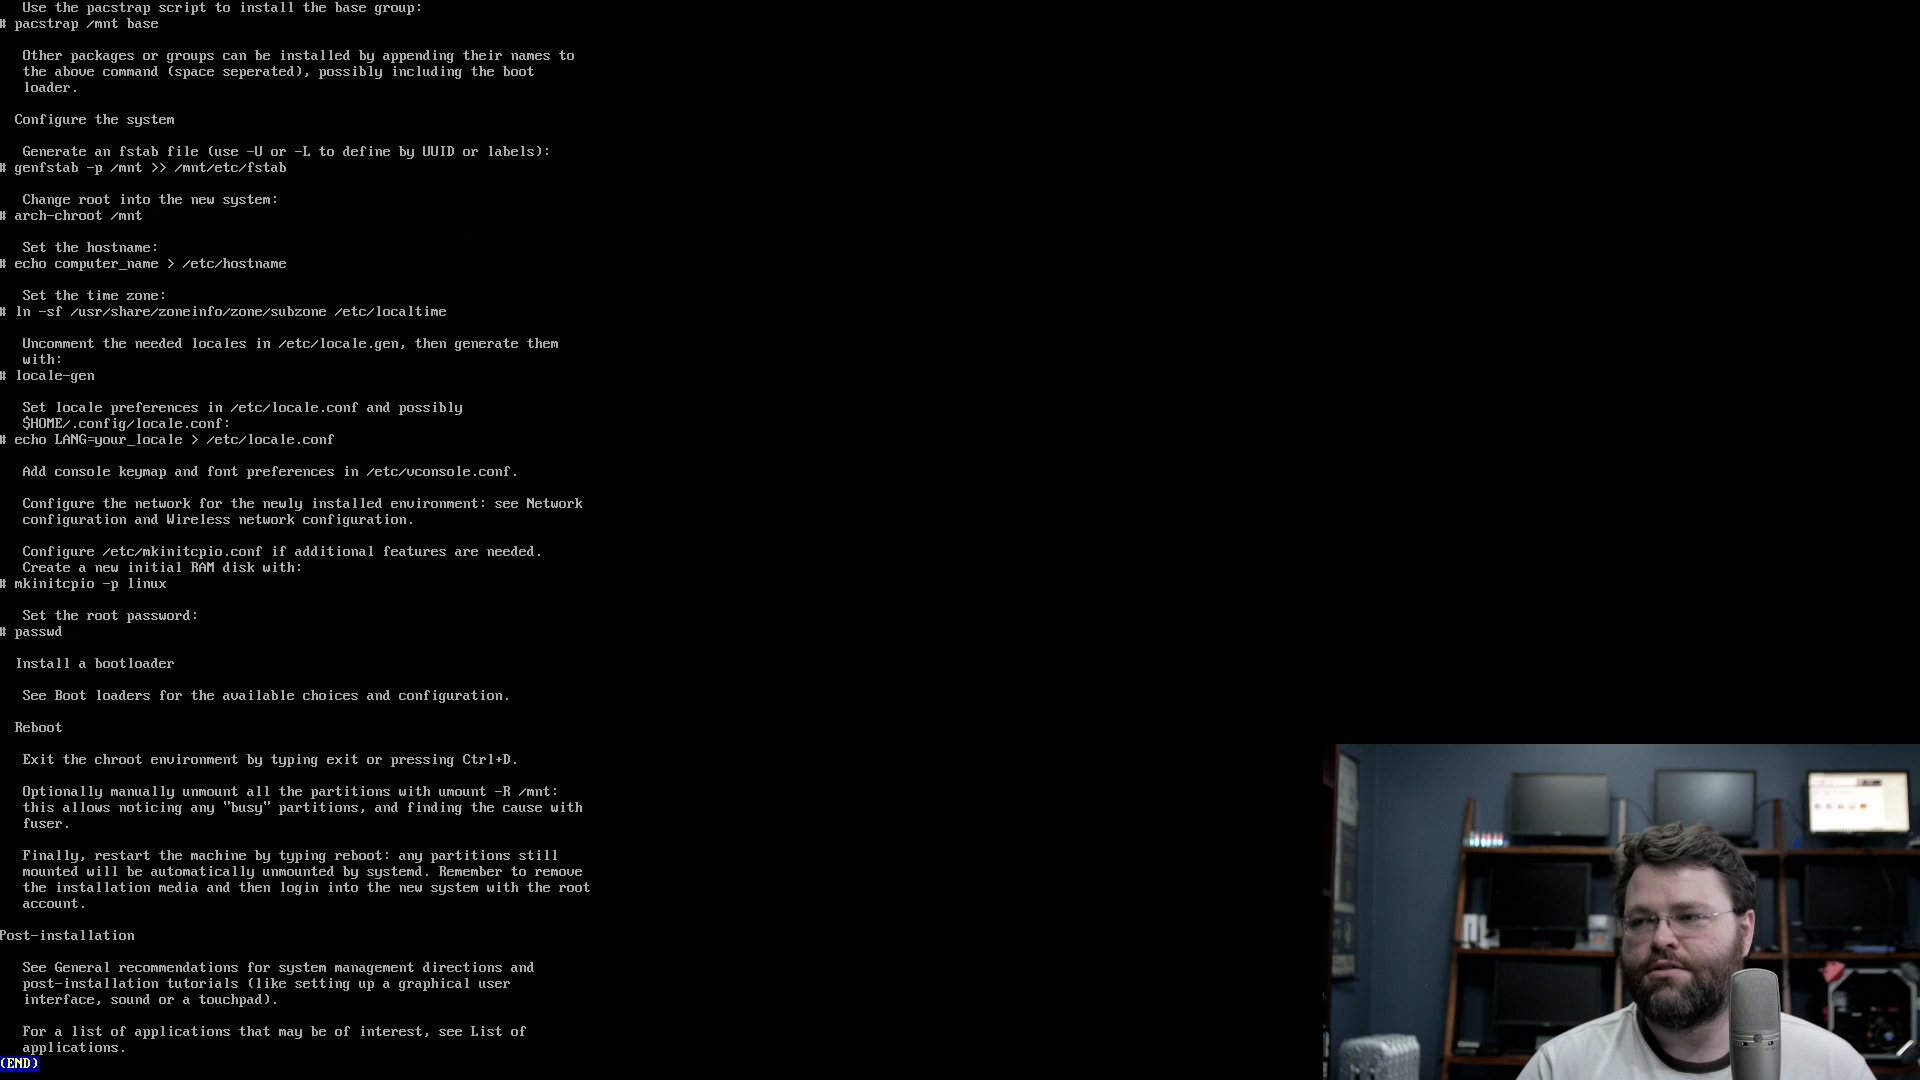 Use the pacstrap script to install the base group:
# pacstrap /mnt base
Other packages or groups can be installed by appending their names to
the above command (space seperated), possibly including the boot
loader.
Configure the system
Generate an fstab file (use -U or -L to define by UUID or labels):
# genfstab -p /mnt >> /mnt/etc/fstab
Change root into the new system:
# arch-chroot /mnt
Set the hostname:
# echo computer_name > /etc/hostname
Set the time zone:
# ln -sf /usr/share/zoneinfo/zone/subzone /etc/localtime
Uncomment the needed locales in /etc/locale.gen, then generate them
with:
# locale-gen
Set locale preferences in /etc/locale.conf and possibly
$HOME/.config/locale.conf:
# echo LANG=your_locale > /etc/locale.conf
Add console keymap and font preferences in /etc/vconsole.conf.
Configure the network for the newly installed environment: see Network
configuration and Wireless network configuration.
Configure /etc/mkinitcpio.conf if additional features are needed.
Create a new initial RAM disk with:
# mkinitcpio -p linux
Set the root password:
# passwd
Install a bootloader
See Boot loaders for the available choices and configuration.
Reboot
Exit the chroot environment by typing exit or pressing Ctrl+D.
Optionally manually unmount all the partitions with umount -R /mnt:
this allows noticing any "busy" partitions, and finding the cause with
fuser.
Finally, restart the machine by typing reboot: any partitions still
mounted will be automatically unmounted by systemd. Remember to remove
the installation media and then login into the new system with the root
account.
Post-installation
See General recommendations for system management directions and
post-installation tutorials (like setting up a graphical user
interface, sound or a touchpad).
For a list of applications that may be of interest, see List of
applications.
(END)